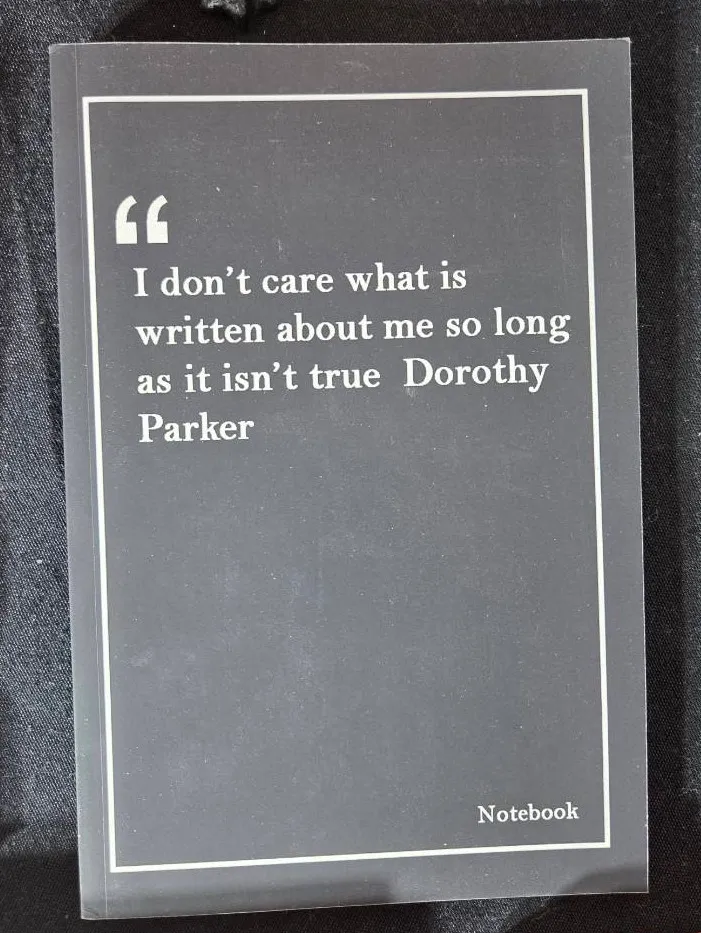 “
I don’t care what is
written about me so long
as it isn’t true  Dorothy
Parker
Notebook